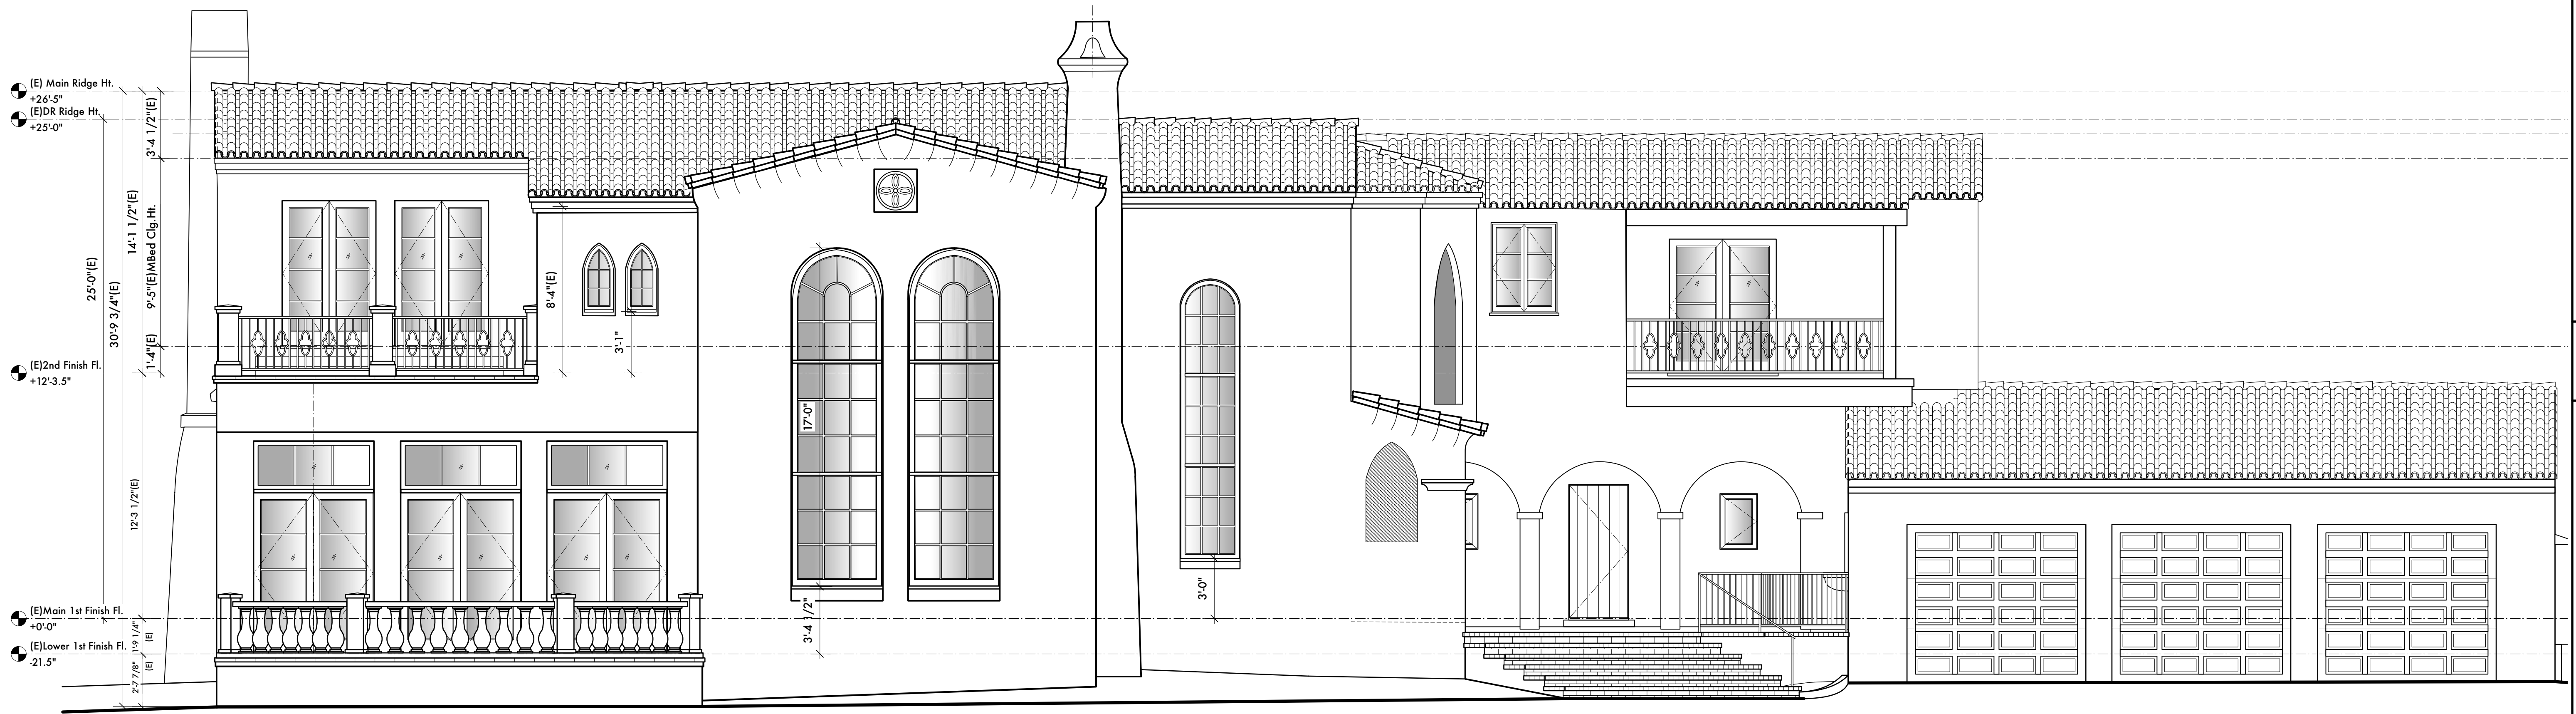 (E) Main Ridge Ht.
+26'-5"
(E)DR Ridge Ht.
+25'-0"
(E)2nd Finish Fl.
+12'-3.5"
(E)Main 1st Finish Fl.
+0'-0"
(E)Lower 1st Finish Fl.
-21.5"
25'-0"(E)
30'-9 3/4"(E)
14'-1 1/2"(E)
3'-4 1/2"(E)
9'-5"(E)MBed Clg.Ht.
1'-4"(E)
12'-3 1/2"(E)
1'-9 1/4"
(E)
2'-7 7/8"
(E)
8'-4"(E)
3'-1"
17'-0"
3'-4 1/2"
3'-0"